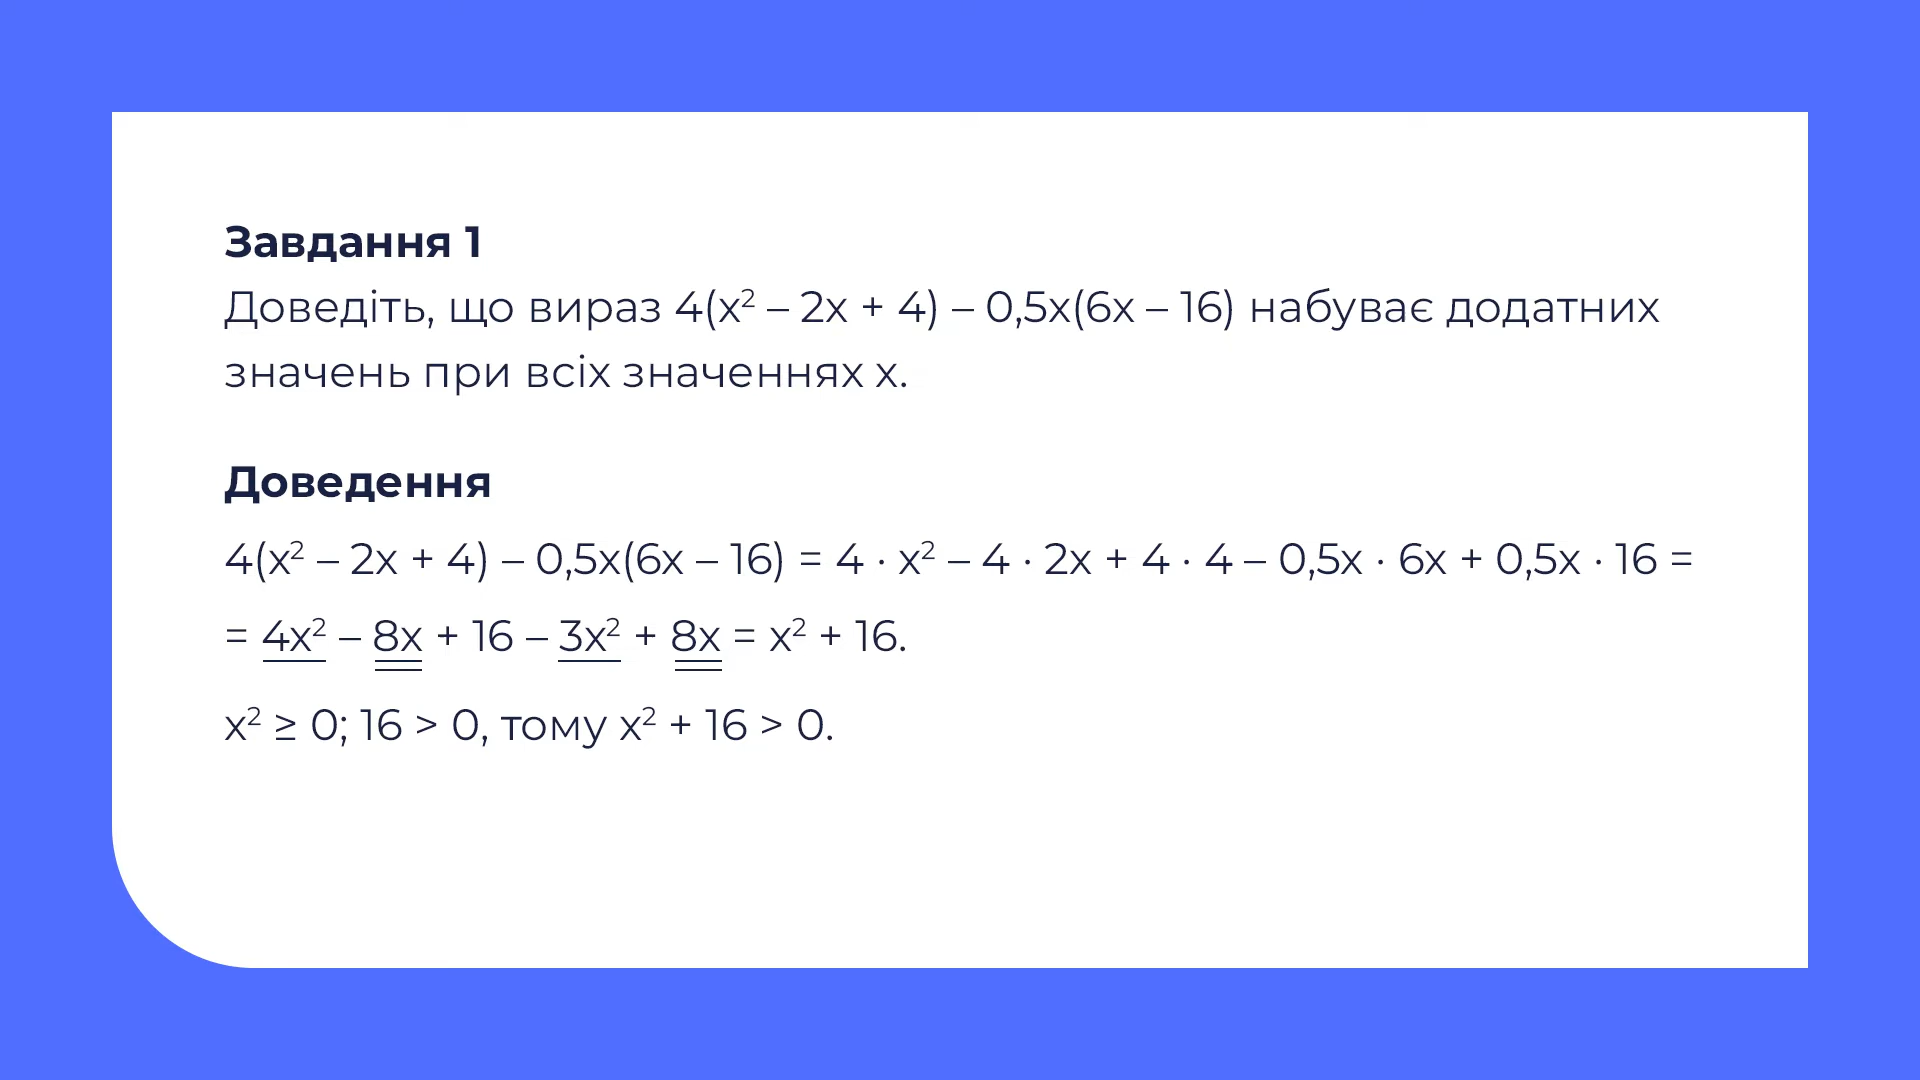 Завдання 1
Доведіть, що вираз 4(x² – 2x + 4) – 0,5x(6x – 16) набуває додатних
значень при всіх значеннях x.
Доведення
4(x² – 2x + 4) – 0,5x(6x – 16) = 4 · x² – 4 · 2x + 4 · 4 – 0,5x · 6x + 0,5x · 16 =
= 4x² – 8x + 16 – 3x² + 8x = x² + 16.
x² ≥ 0; 16 > 0, тому x² + 16 > 0.